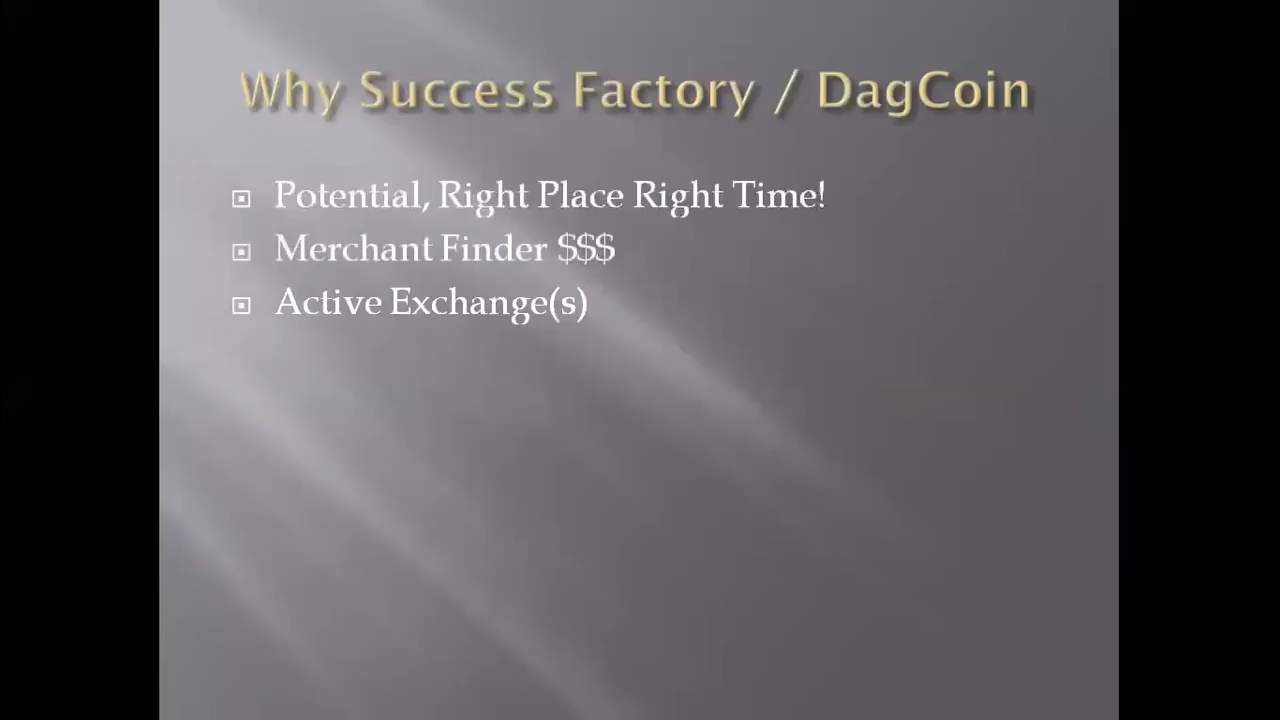 Why Success Factory / DagCoin
Potential, Right Place Right Time!
Merchant Finder $$$
Active Exchange(s)